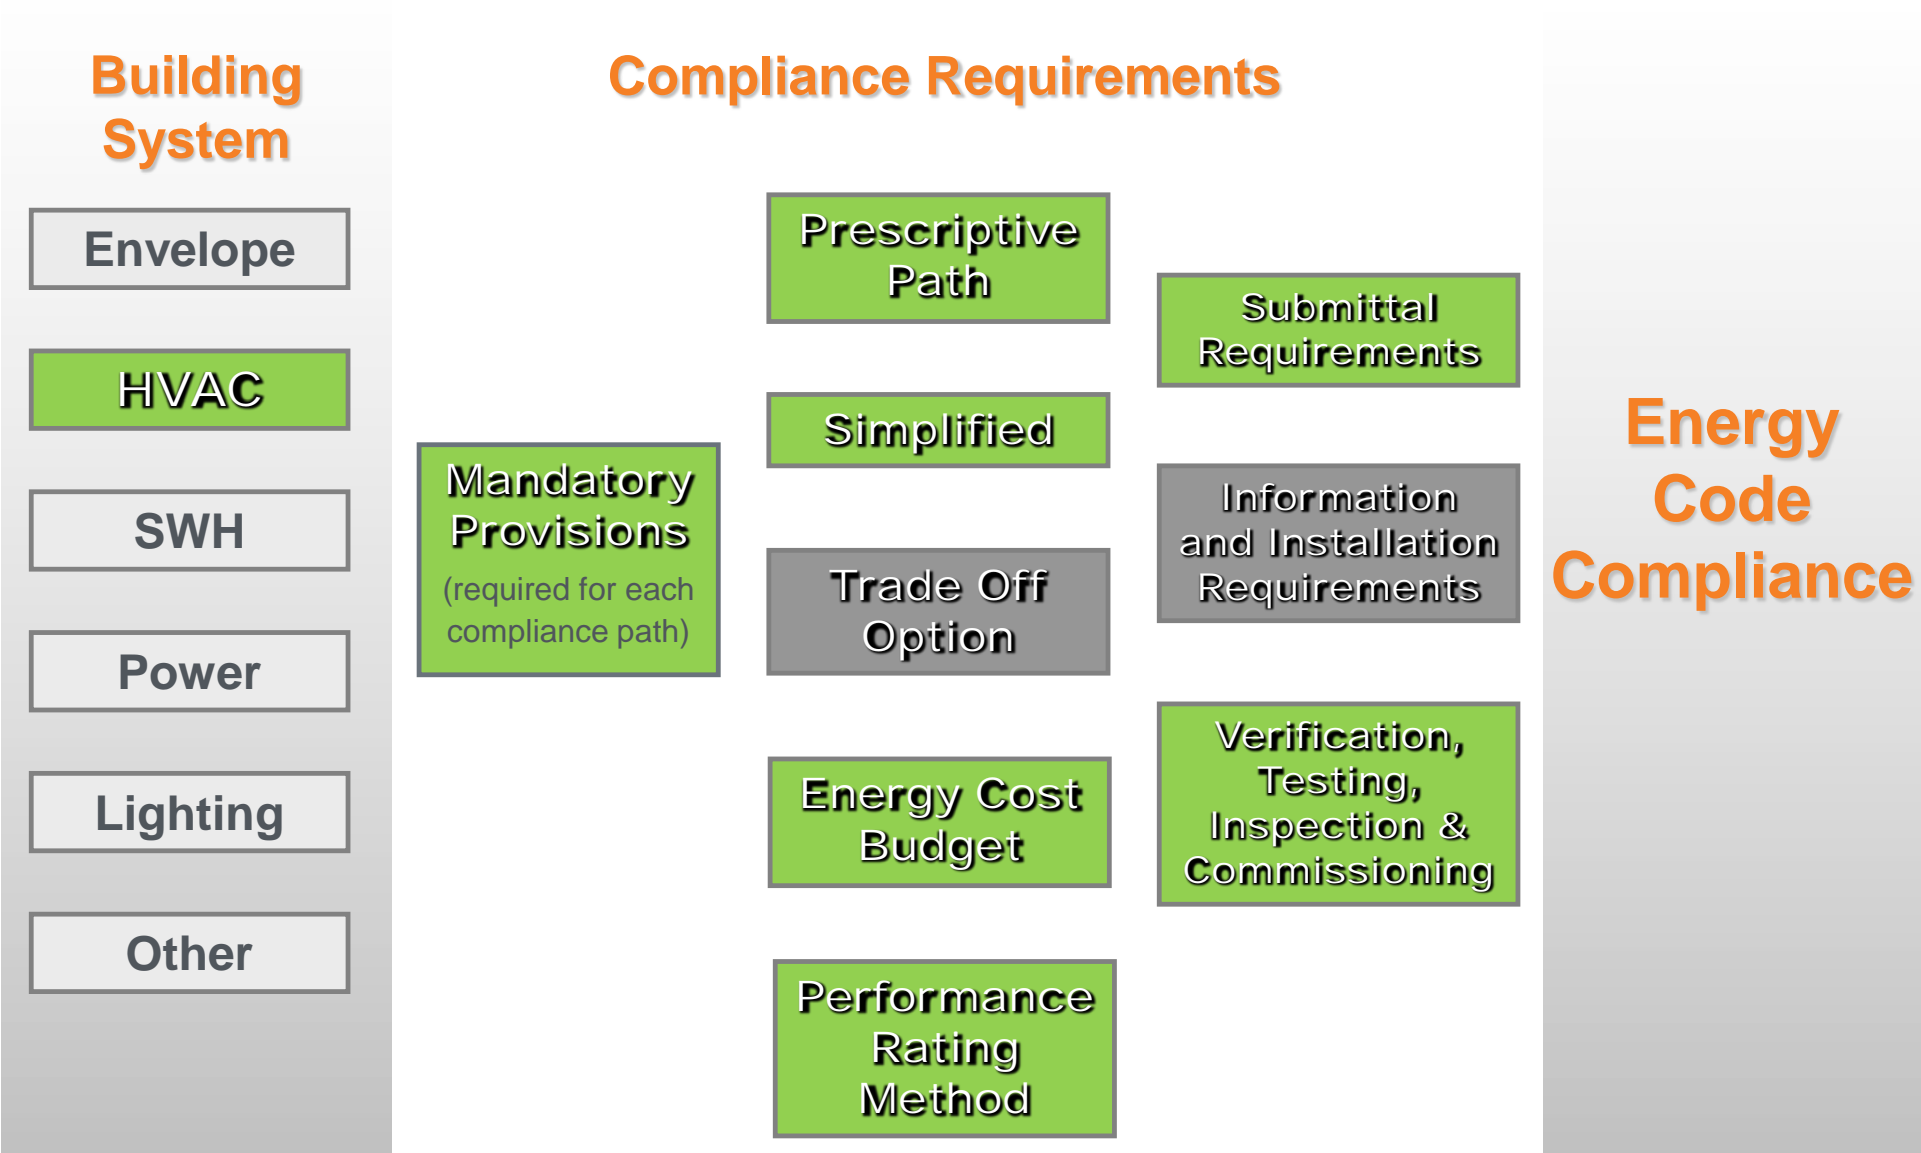 Building
System
Envelope
HVAC
SWH
Power
Lighting
Other
Compliance Requirements
Mandatory
Provisions
(required for each
compliance path)
Prescriptive
Path
Simplified
Trade Off
Option
Energy Cost
Budget
Performance
Rating
Method
Submittal
Requirements
Information
and Installation
Requirements
Verification,
Testing,
Inspection &
Commissioning
Energy
Code
Compliance